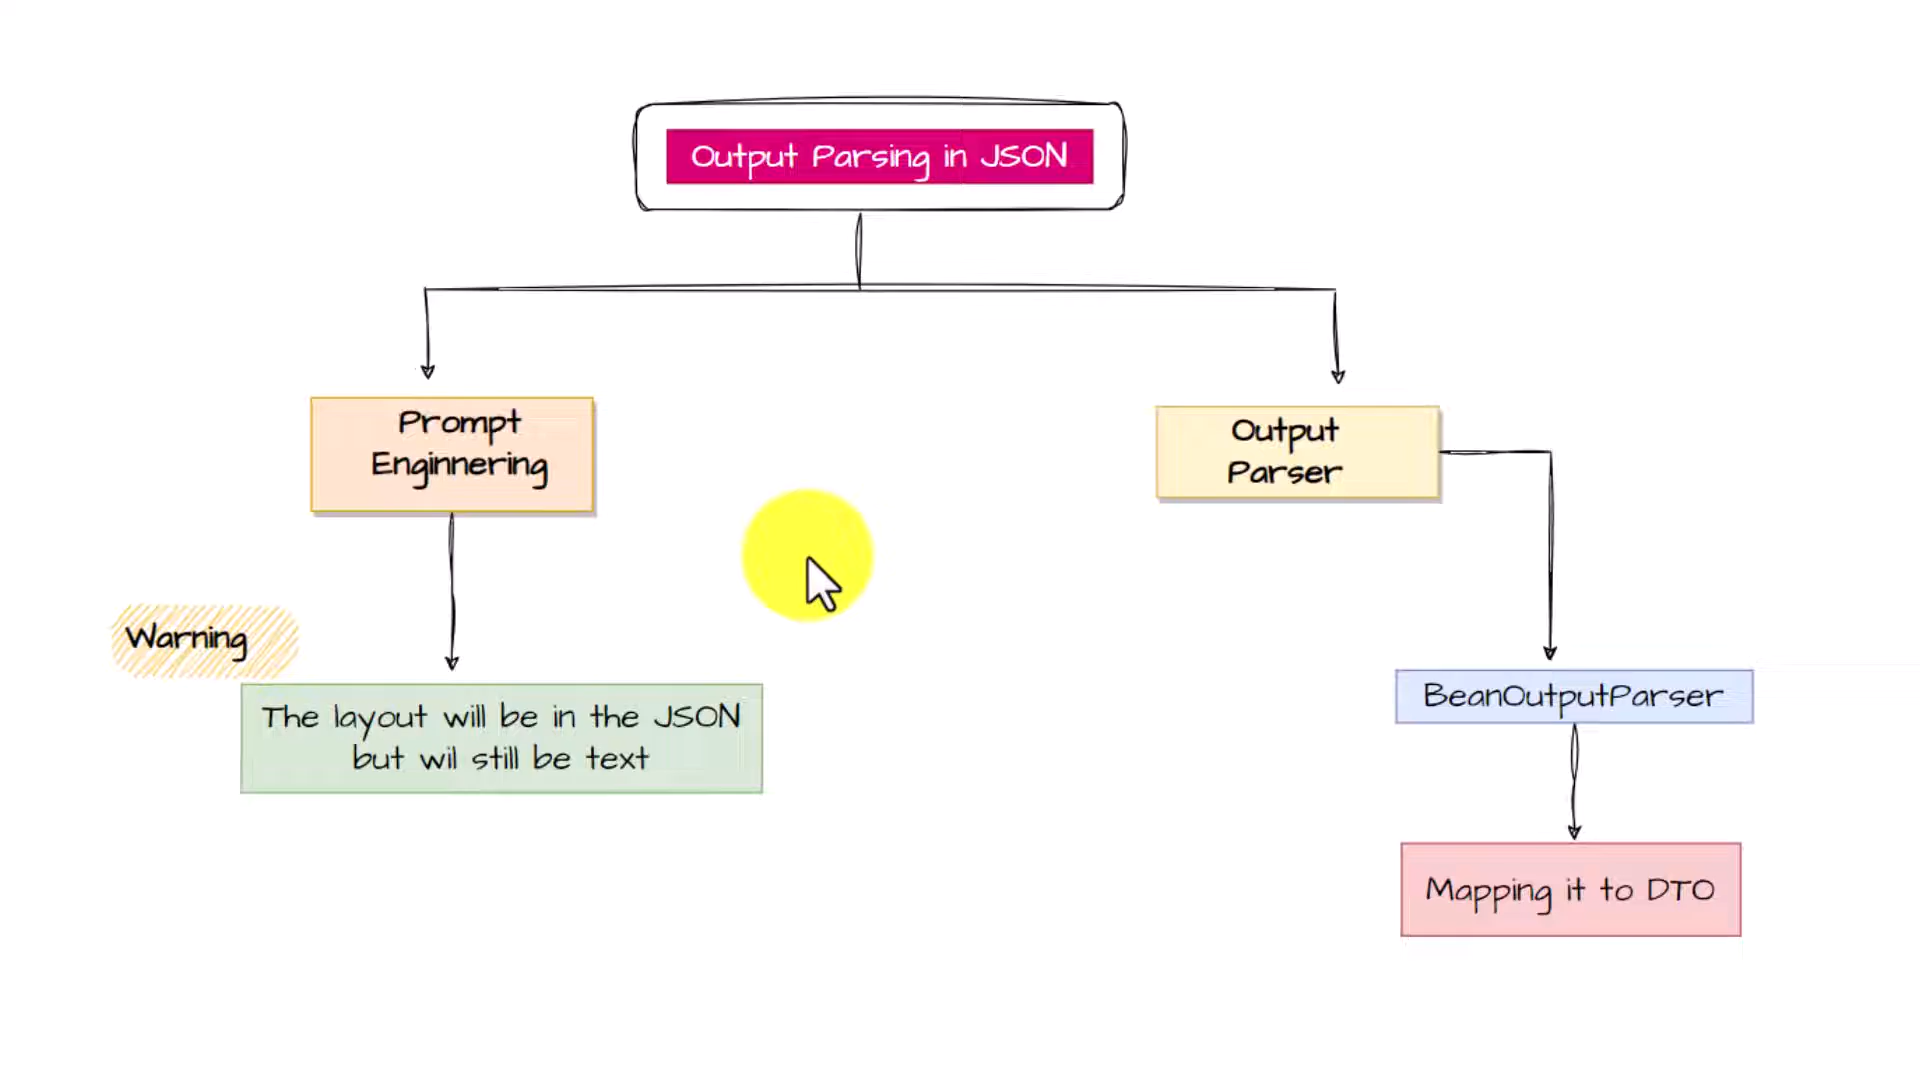 Output Parsing in JSON
Prompt
Enginnering
Output
Parser
Warning
The layout will be in the JSON
but wil still be text
BeanOutputParser
Mapping it to DTO